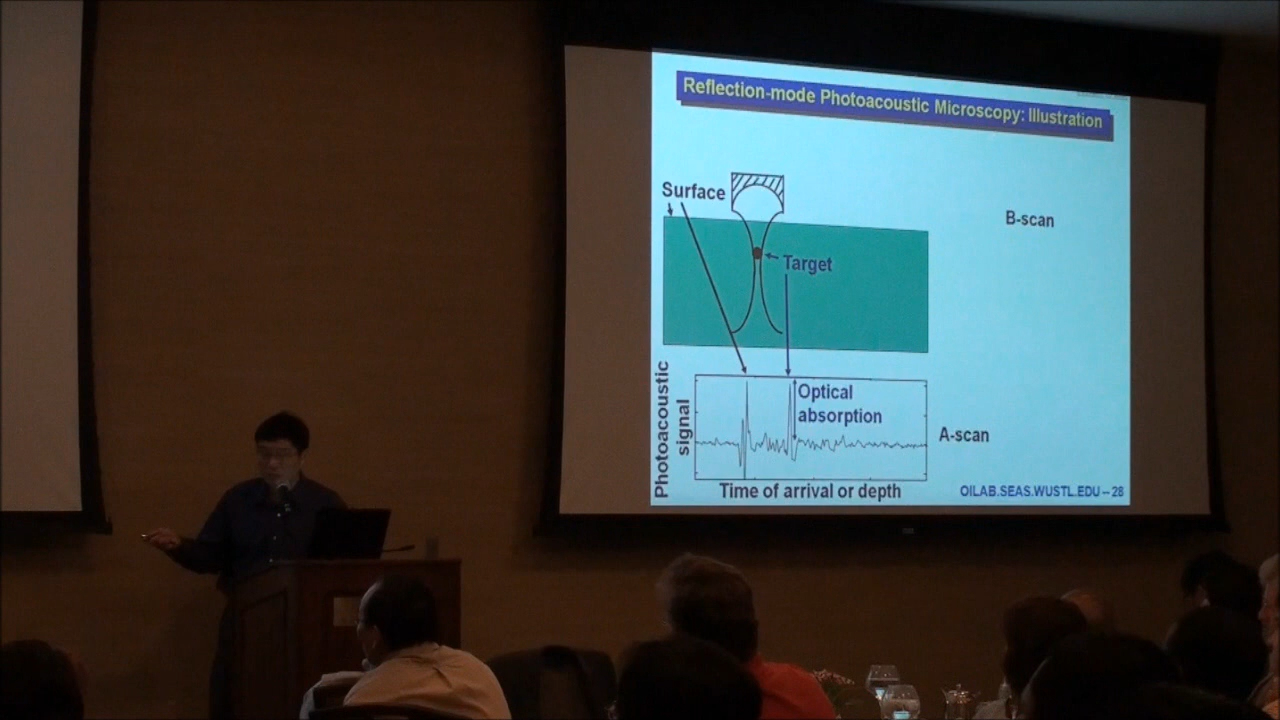 Reflection-mode Photoacoustic Microscopy: Illustration
Surface
B-scan
Target
Photoacoustic
signal
Optical
absorption
A-scan
Time of arrival or depth
OILAB.SEAS.WUSTL.EDU – 28